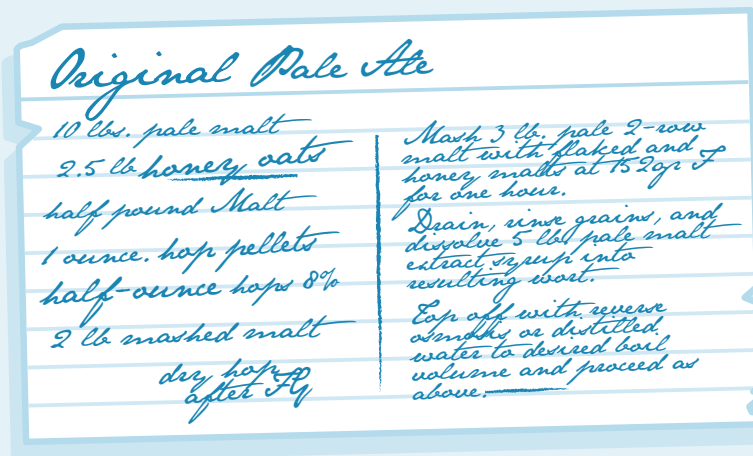 Original Pale Ale
10 lbs. pale malt
2.5 lb honey oats
half pound Malt
1 ounce. hop pellets
half-ounce hops 8%
2 lb mashed malt
dry hop
after
Mash 3 lb. pale 2-row
malt with flaked and
honey malts at 152gr F
for one hour.
Drain, rinse grains, and
dissolve 5 lb. pale malt
extract syrup into
resulting wort.
Top off with reverse
osmosis or distilled
water to desired boil
volume and proceed as
above.